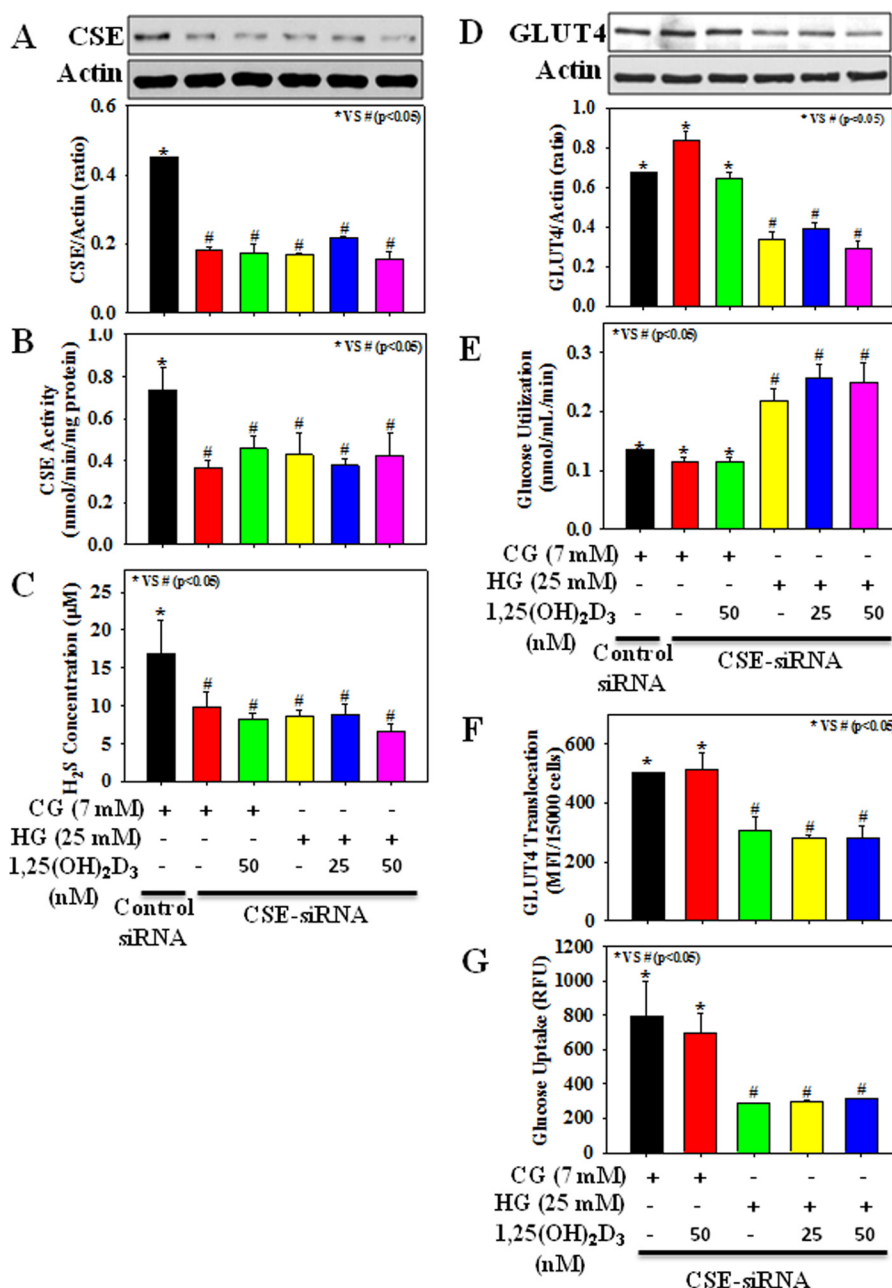 A
CSE
Actin
* VS # (p<0.05)
CSE/Actin (ratio)
0.6
0.4
0.2
0.0
*
#
#
#
#
#
B
* VS # (p<0.05)
CSE Activity
(nmol/min/mg protein)
1.0
0.8
0.6
0.4
0.2
0.0
*
#
#
#
#
#
C
* VS # (p<0.05)
H2S Concentration (µM)
25
20
15
10
5
0
*
#
#
#
#
#
CG (7 mM) + + + - - -
HG (25 mM) - - - + + +
1,25(OH)2D3 - - 50 - 25 50
(nM)
Control
siRNA
CSE-siRNA
D
GLUT4
Actin
* VS # (p<0.05)
GLUT4/Actin (ratio)
1.0
0.8
0.6
0.4
0.2
0.0
*
*
*
#
#
#
E
* VS # (p<0.05)
Glucose Utilization
(nmol/mL/min)
0.3
0.2
0.1
0.0
*
*
*
#
#
#
CG (7 mM) + + + - - -
HG (25 mM) - - - + + +
1,25(OH)2D3 - - 50 - 25 50
(nM)
Control
siRNA
CSE-siRNA
F
* VS # (p<0.05
GLUT4 Translocation
(MFI/15000 cells)
600
400
200
0
*
*
#
#
#
G
* VS # (p<0.05)
Glucose Uptake (RFU)
1200
1000
800
600
400
200
0
*
*
#
#
#
CG (7 mM) + + - - -
HG (25 mM) - - + + +
1,25(OH)2D3 - 50 - 25 50
(nM)
CSE-siRNA